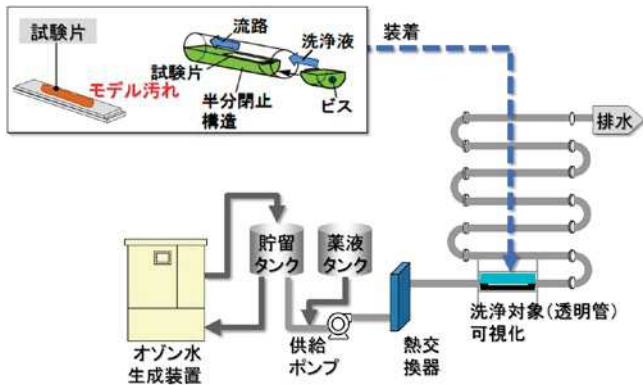 試験片
モデル汚れ
流路
洗浄液
試験片
半分閉止
構造
ビス
装着
排水
貯留
タンク
薬液
タンク
オゾン水
生成装置
供給
ポンプ
熱交
換器
洗浄対象（透明管）
可視化